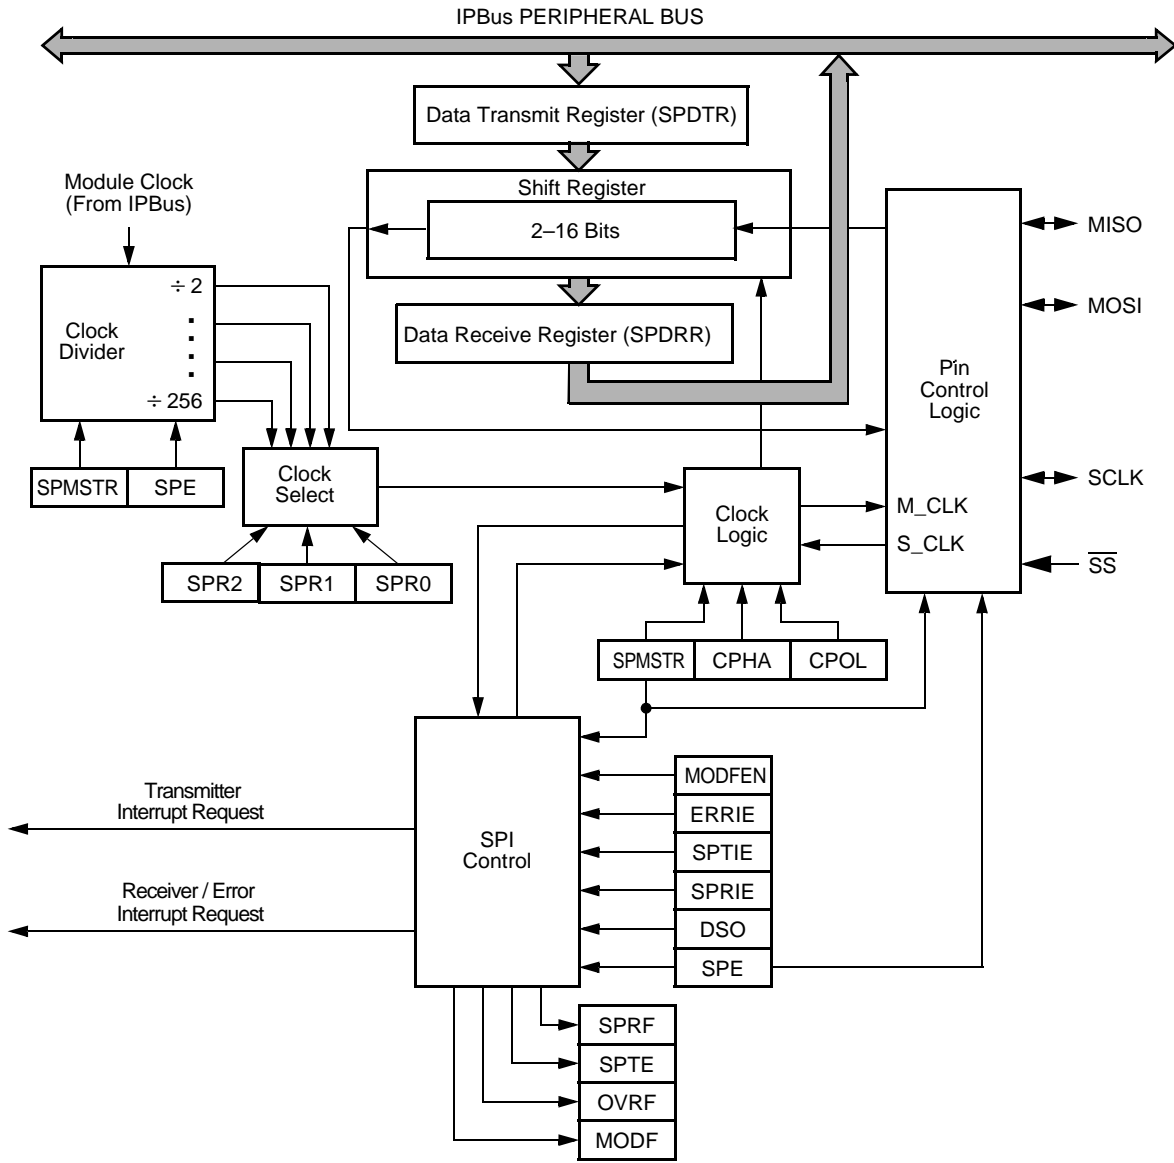 IPBus PERIPHERAL BUS
Data Transmit Register (SPDTR)
Module Clock
(From IPBus)
Shift Register
2–16 Bits
MISO
÷ 2
Clock
Divider
÷ 256
Data Receive Register (SPDRR)
MOSI
Pin
Control
Logic
SPMSTR
SPE
Clock
Select
SCLK
Clock
Logic
M_CLK
S_CLK
SS
SPR2
SPR1
SPR0
SPMSTR
CPHA
CPOL
Transmitter
Interrupt Request
Receiver / Error
Interrupt Request
SPI
Control
MODFEN
ERRIE
SPTIE
SPRIE
DSO
SPE
SPRF
SPTE
OVRF
MODF